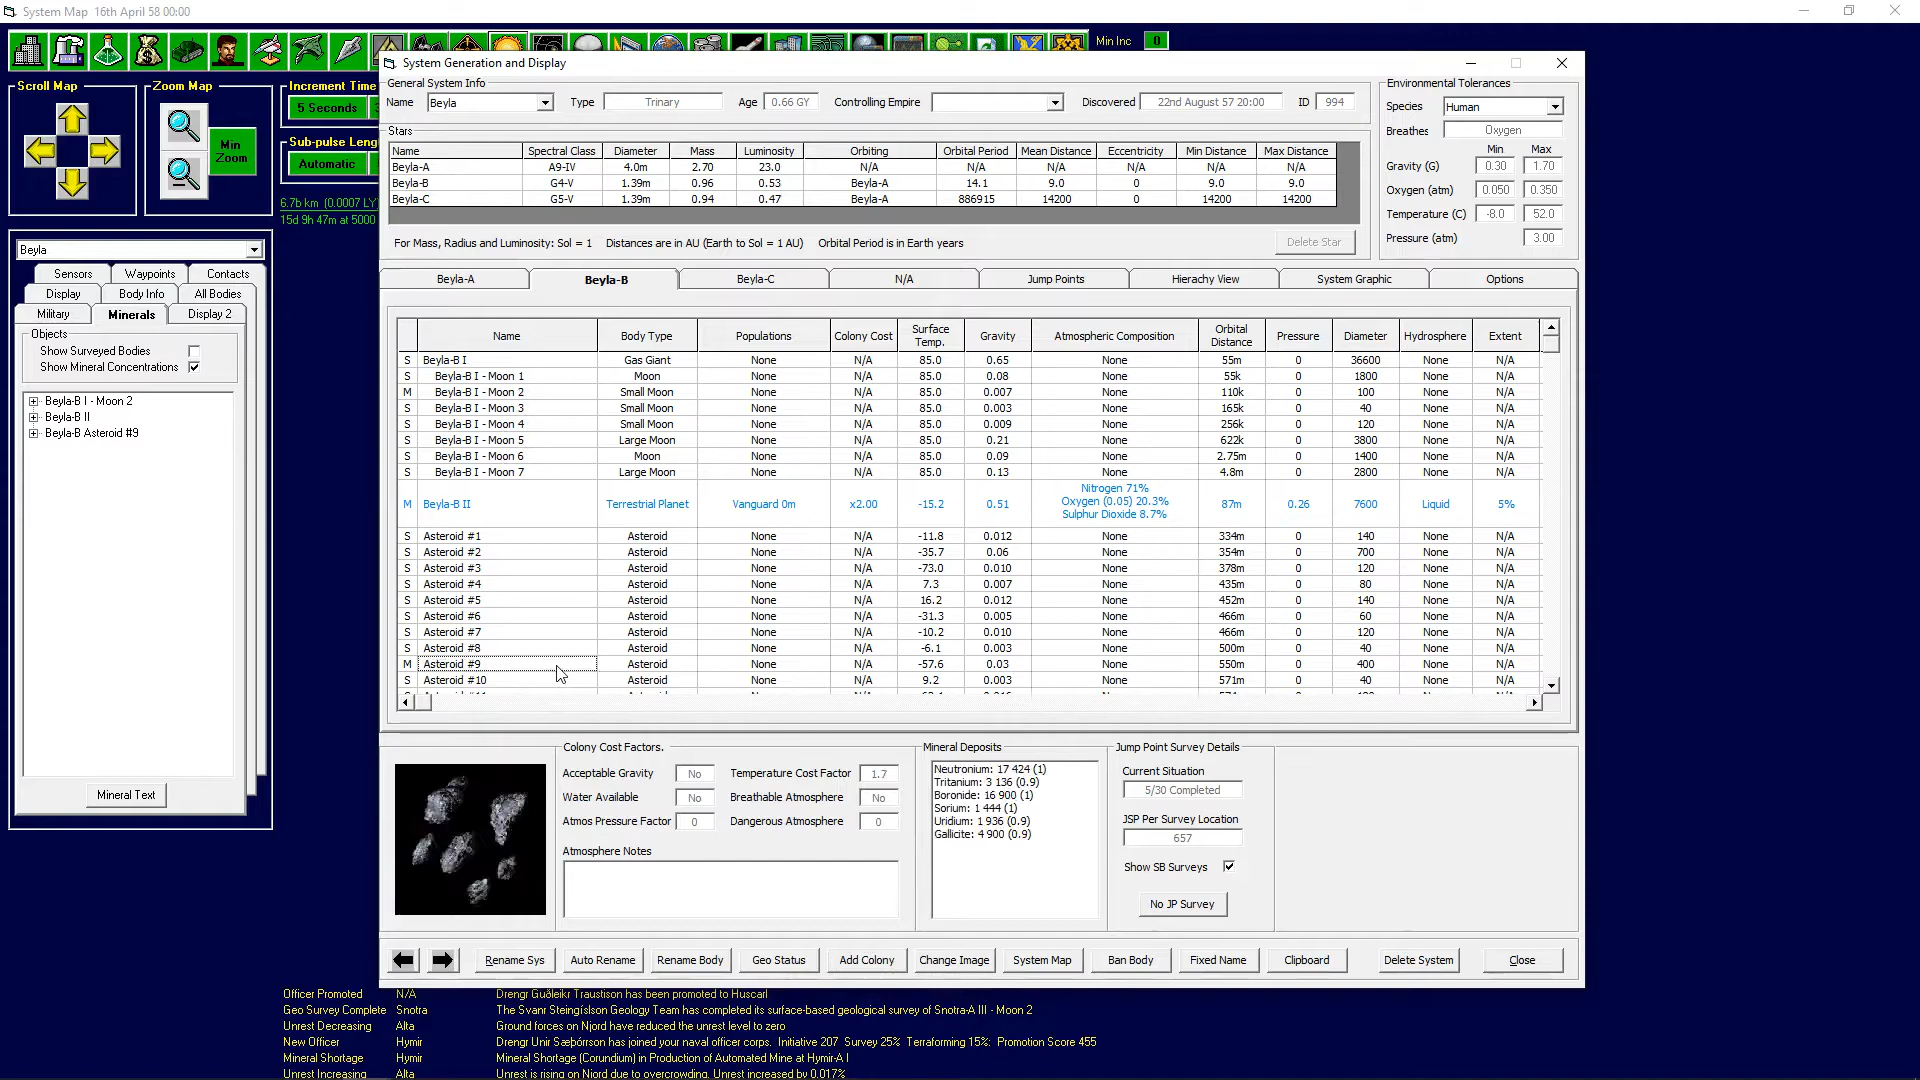 System Map   16th April 58 00:00
Min Inc   0
Scroll Map
Zoom Map
Min Zoom
Increment Time
5 Seconds
Sub-pulse Leng
Automatic
6.7b km (0.0007 LY)
15d 9h 47m at 5000
Beyla
Sensors   Waypoints   Contacts
Display   Body Info   All Bodies
Military   Minerals   Display 2
Objects
Show Surveyed Bodies
Show Mineral Concentrations
Beyla-B I - Moon 2
Beyla-B II
Beyla-B Asteroid #9
Mineral Text
System Generation and Display
General System Info
Name   Beyla   Type   Trinary   Age   0.66 GY   Controlling Empire   Discovered   22nd August 57 20:00   ID   994
Environmental Tolerances
Species   Human
Breathes   Oxygen
Min   Max
Gravity (G)   0.30   1.70
Oxygen (atm)   0.050   0.350
Temperature (C)   -8.0   52.0
Pressure (atm)   3.00
Stars
Name   Spectral Class   Diameter   Mass   Luminosity   Orbiting   Orbital Period   Mean Distance   Eccentricity   Min Distance   Max Distance
Beyla-A   A9-IV   4.0m   2.70   23.0   N/A   N/A   N/A   N/A   N/A   N/A
Beyla-B   G4-V   1.39m   0.96   0.53   Beyla-A   14.1   9.0   0   9.0   9.0
Beyla-C   G5-V   1.39m   0.94   0.47   Beyla-A   886915   14200   0   14200   14200
For Mass, Radius and Luminosity: Sol = 1   Distances are in AU (Earth to Sol = 1 AU)   Orbital Period is in Earth years
Delete Star
Beyla-A   Beyla-B   Beyla-C   N/A   Jump Points   Hierachy View   System Graphic   Options
Name   Body Type   Populations   Colony Cost   Surface Temp.   Gravity   Atmospheric Composition   Orbital Distance   Pressure   Diameter   Hydrosphere   Extent
S   Beyla-B I   Gas Giant   None   N/A   85.0   0.65   None   55m   0   36600   None   N/A
S   Beyla-B I - Moon 1   Moon   None   N/A   85.0   0.08   None   55k   0   1800   None   N/A
M   Beyla-B I - Moon 2   Small Moon   None   N/A   85.0   0.007   None   110k   0   100   None   N/A
S   Beyla-B I - Moon 3   Small Moon   None   N/A   85.0   0.003   None   165k   0   40   None   N/A
S   Beyla-B I - Moon 4   Small Moon   None   N/A   85.0   0.009   None   256k   0   120   None   N/A
S   Beyla-B I - Moon 5   Large Moon   None   N/A   85.0   0.21   None   622k   0   3800   None   N/A
S   Beyla-B I - Moon 6   Moon   None   N/A   85.0   0.09   None   2.75m   0   1400   None   N/A
S   Beyla-B I - Moon 7   Large Moon   None   N/A   85.0   0.13   None   4.8m   0   2800   None   N/A
M   Beyla-B II   Terrestrial Planet   Vanguard 0m   x2.00   -15.2   0.51   Nitrogen 71%   Oxygen (0.05) 20.3%   Sulphur Dioxide 8.7%   87m   0.26   7600   Liquid   5%
S   Asteroid #1   Asteroid   None   N/A   -11.8   0.012   None   334m   0   140   None   N/A
S   Asteroid #2   Asteroid   None   N/A   -35.7   0.06   None   354m   0   700   None   N/A
S   Asteroid #3   Asteroid   None   N/A   -73.0   0.010   None   378m   0   120   None   N/A
S   Asteroid #4   Asteroid   None   N/A   7.3   0.007   None   435m   0   80   None   N/A
S   Asteroid #5   Asteroid   None   N/A   16.2   0.012   None   452m   0   140   None   N/A
S   Asteroid #6   Asteroid   None   N/A   -31.3   0.005   None   466m   0   60   None   N/A
S   Asteroid #7   Asteroid   None   N/A   -10.2   0.010   None   466m   0   120   None   N/A
S   Asteroid #8   Asteroid   None   N/A   -6.1   0.003   None   500m   0   40   None   N/A
M   Asteroid #9   Asteroid   None   N/A   -57.6   0.03   None   550m   0   400   None   N/A
S   Asteroid #10   Asteroid   None   N/A   9.2   0.003   None   571m   0   40   None   N/A
Colony Cost Factors.
Acceptable Gravity   No   Temperature Cost Factor   1.7
Water Available   No   Breathable Atmosphere   No
Atmos Pressure Factor   0   Dangerous Atmosphere   0
Atmosphere Notes
Mineral Deposits
Neutronium: 17 424 (1)
Tritanium: 3 136 (0.9)
Boronide: 16 900 (1)
Sorium: 1 444 (1)
Uridium: 1 936 (0.9)
Gallicite: 4 900 (0.9)
Jump Point Survey Details
Current Situation
5/30 Completed
JSP Per Survey Location
657
Show SB Surveys
No JP Survey
Rename Sys   Auto Rename   Rename Body   Geo Status   Add Colony   Change Image   System Map   Ban Body   Fixed Name   Clipboard   Delete System   Close
Officer Promoted   N/A   Drengr Guðleikr Traustison has been promoted to Huscarl
Geo Survey Complete   Snotra   The Svanr Steingíslson Geology Team has completed its surface-based geological survey of Snotra-A III - Moon 2
Unrest Decreasing   Alta   Ground forces on Njord have reduced the unrest level to zero
New Officer   Hymir   Drengr Unir Sæþórrson has joined your naval officer corps.  Initiative 207  Survey 25%  Terraforming 15%:  Promotion Score 455
Mineral Shortage   Hymir   Mineral Shortage (Corundium) in Production of Automated Mine at Hymir-A I
Unrest Increasing   Alta   Unrest is rising on Njord due to overcrowding. Unrest increased by 0.017%